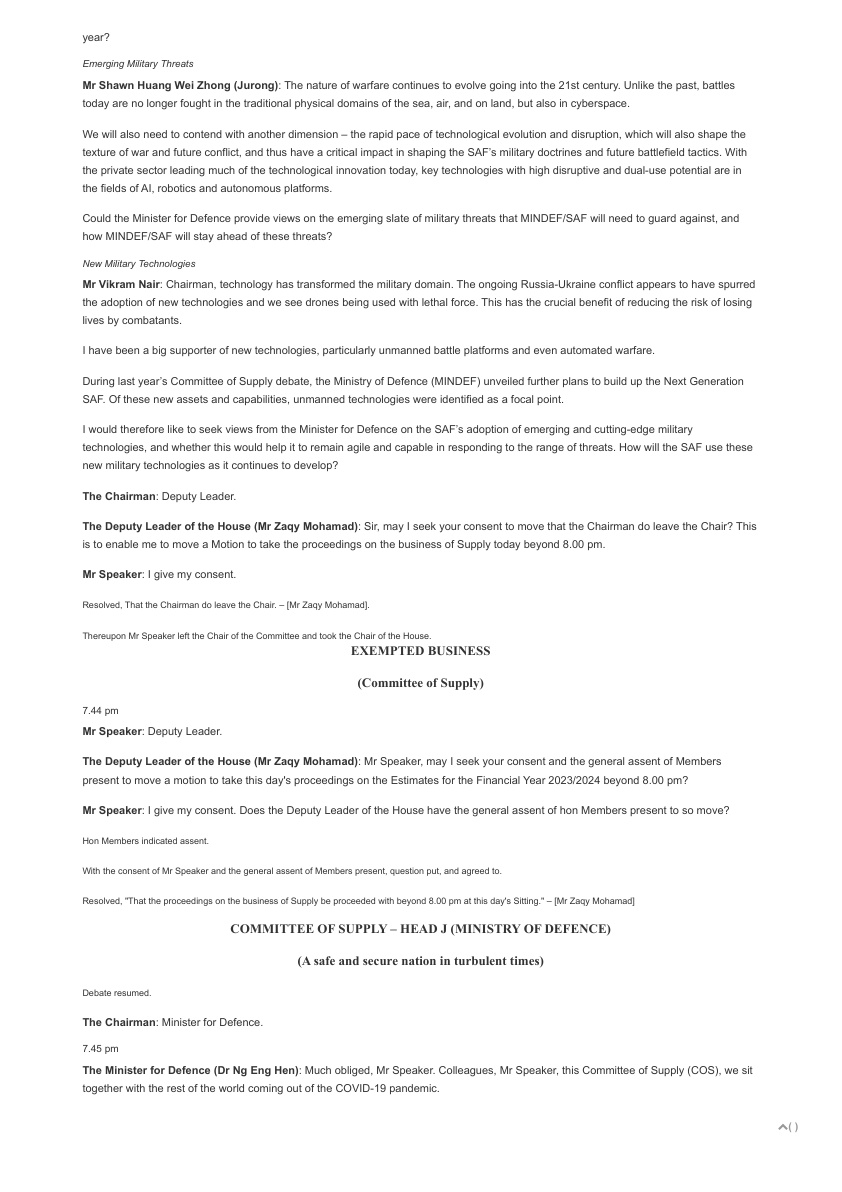 year?
Emerging Military Threats
Mr Shawn Huang Wei Zhong (Jurong): The nature of warfare continues to evolve going into the 21st century. Unlike the past, battles
today are no longer fought in the traditional physical domains of the sea, air, and on land, but also in cyberspace.
We will also need to contend with another dimension – the rapid pace of technological evolution and disruption, which will also shape the
texture of war and future conflict, and thus have a critical impact in shaping the SAF's military doctrines and future battlefield tactics. With
the private sector leading much of the technological innovation today, key technologies with high disruptive and dual-use potential are in
the fields of AI, robotics and autonomous platforms.
Could the Minister for Defence provide views on the emerging slate of military threats that MINDEF/SAF will need to guard against, and
how MINDEF/SAF will stay ahead of these threats?
New Military Technologies
Mr Vikram Nair: Chairman, technology has transformed the military domain. The ongoing Russia-Ukraine conflict appears to have spurred
the adoption of new technologies and we see drones being used with lethal force. This has the crucial benefit of reducing the risk of losing
lives by combatants.
I have been a big supporter of new technologies, particularly unmanned battle platforms and even automated warfare.
During last year's Committee of Supply debate, the Ministry of Defence (MINDEF) unveiled further plans to build up the Next Generation
SAF. Of these new assets and capabilities, unmanned technologies were identified as a focal point.
I would therefore like to seek views from the Minister for Defence on the SAF's adoption of emerging and cutting-edge military
technologies, and whether this would help it to remain agile and capable in responding to the range of threats. How will the SAF use these
new military technologies as it continues to develop?
The Chairman: Deputy Leader.
The Deputy Leader of the House (Mr Zaqy Mohamad): Sir, may I seek your consent to move that the Chairman do leave the Chair? This
is to enable me to move a Motion to take the proceedings on the business of Supply today beyond 8.00 pm.
Mr Speaker: I give my consent.
Resolved, That the Chairman do leave the Chair. – [Mr Zaqy Mohamad].
Thereupon Mr Speaker left the Chair of the Committee and took the Chair of the House.
EXEMPTED BUSINESS
(Committee of Supply)
7.44 pm
Mr Speaker: Deputy Leader.
The Deputy Leader of the House (Mr Zaqy Mohamad): Mr Speaker, may I seek your consent and the general assent of Members
present to move a motion to take this day's proceedings on the Estimates for the Financial Year 2023/2024 beyond 8.00 pm?
Mr Speaker: I give my consent. Does the Deputy Leader of the House have the general assent of hon Members present to so move?
Hon Members indicated assent.
With the consent of Mr Speaker and the general assent of Members present, question put, and agreed to.
Resolved, "That the proceedings on the business of Supply be proceeded with beyond 8.00 pm at this day's Sitting." – [Mr Zaqy Mohamad]
COMMITTEE OF SUPPLY – HEAD J (MINISTRY OF DEFENCE)
(A safe and secure nation in turbulent times)
Debate resumed.
The Chairman: Minister for Defence.
7.45 pm
The Minister for Defence (Dr Ng Eng Hen): Much obliged, Mr Speaker. Colleagues, Mr Speaker, this Committee of Supply (COS), we sit
together with the rest of the world coming out of the COVID-19 pandemic.
( )